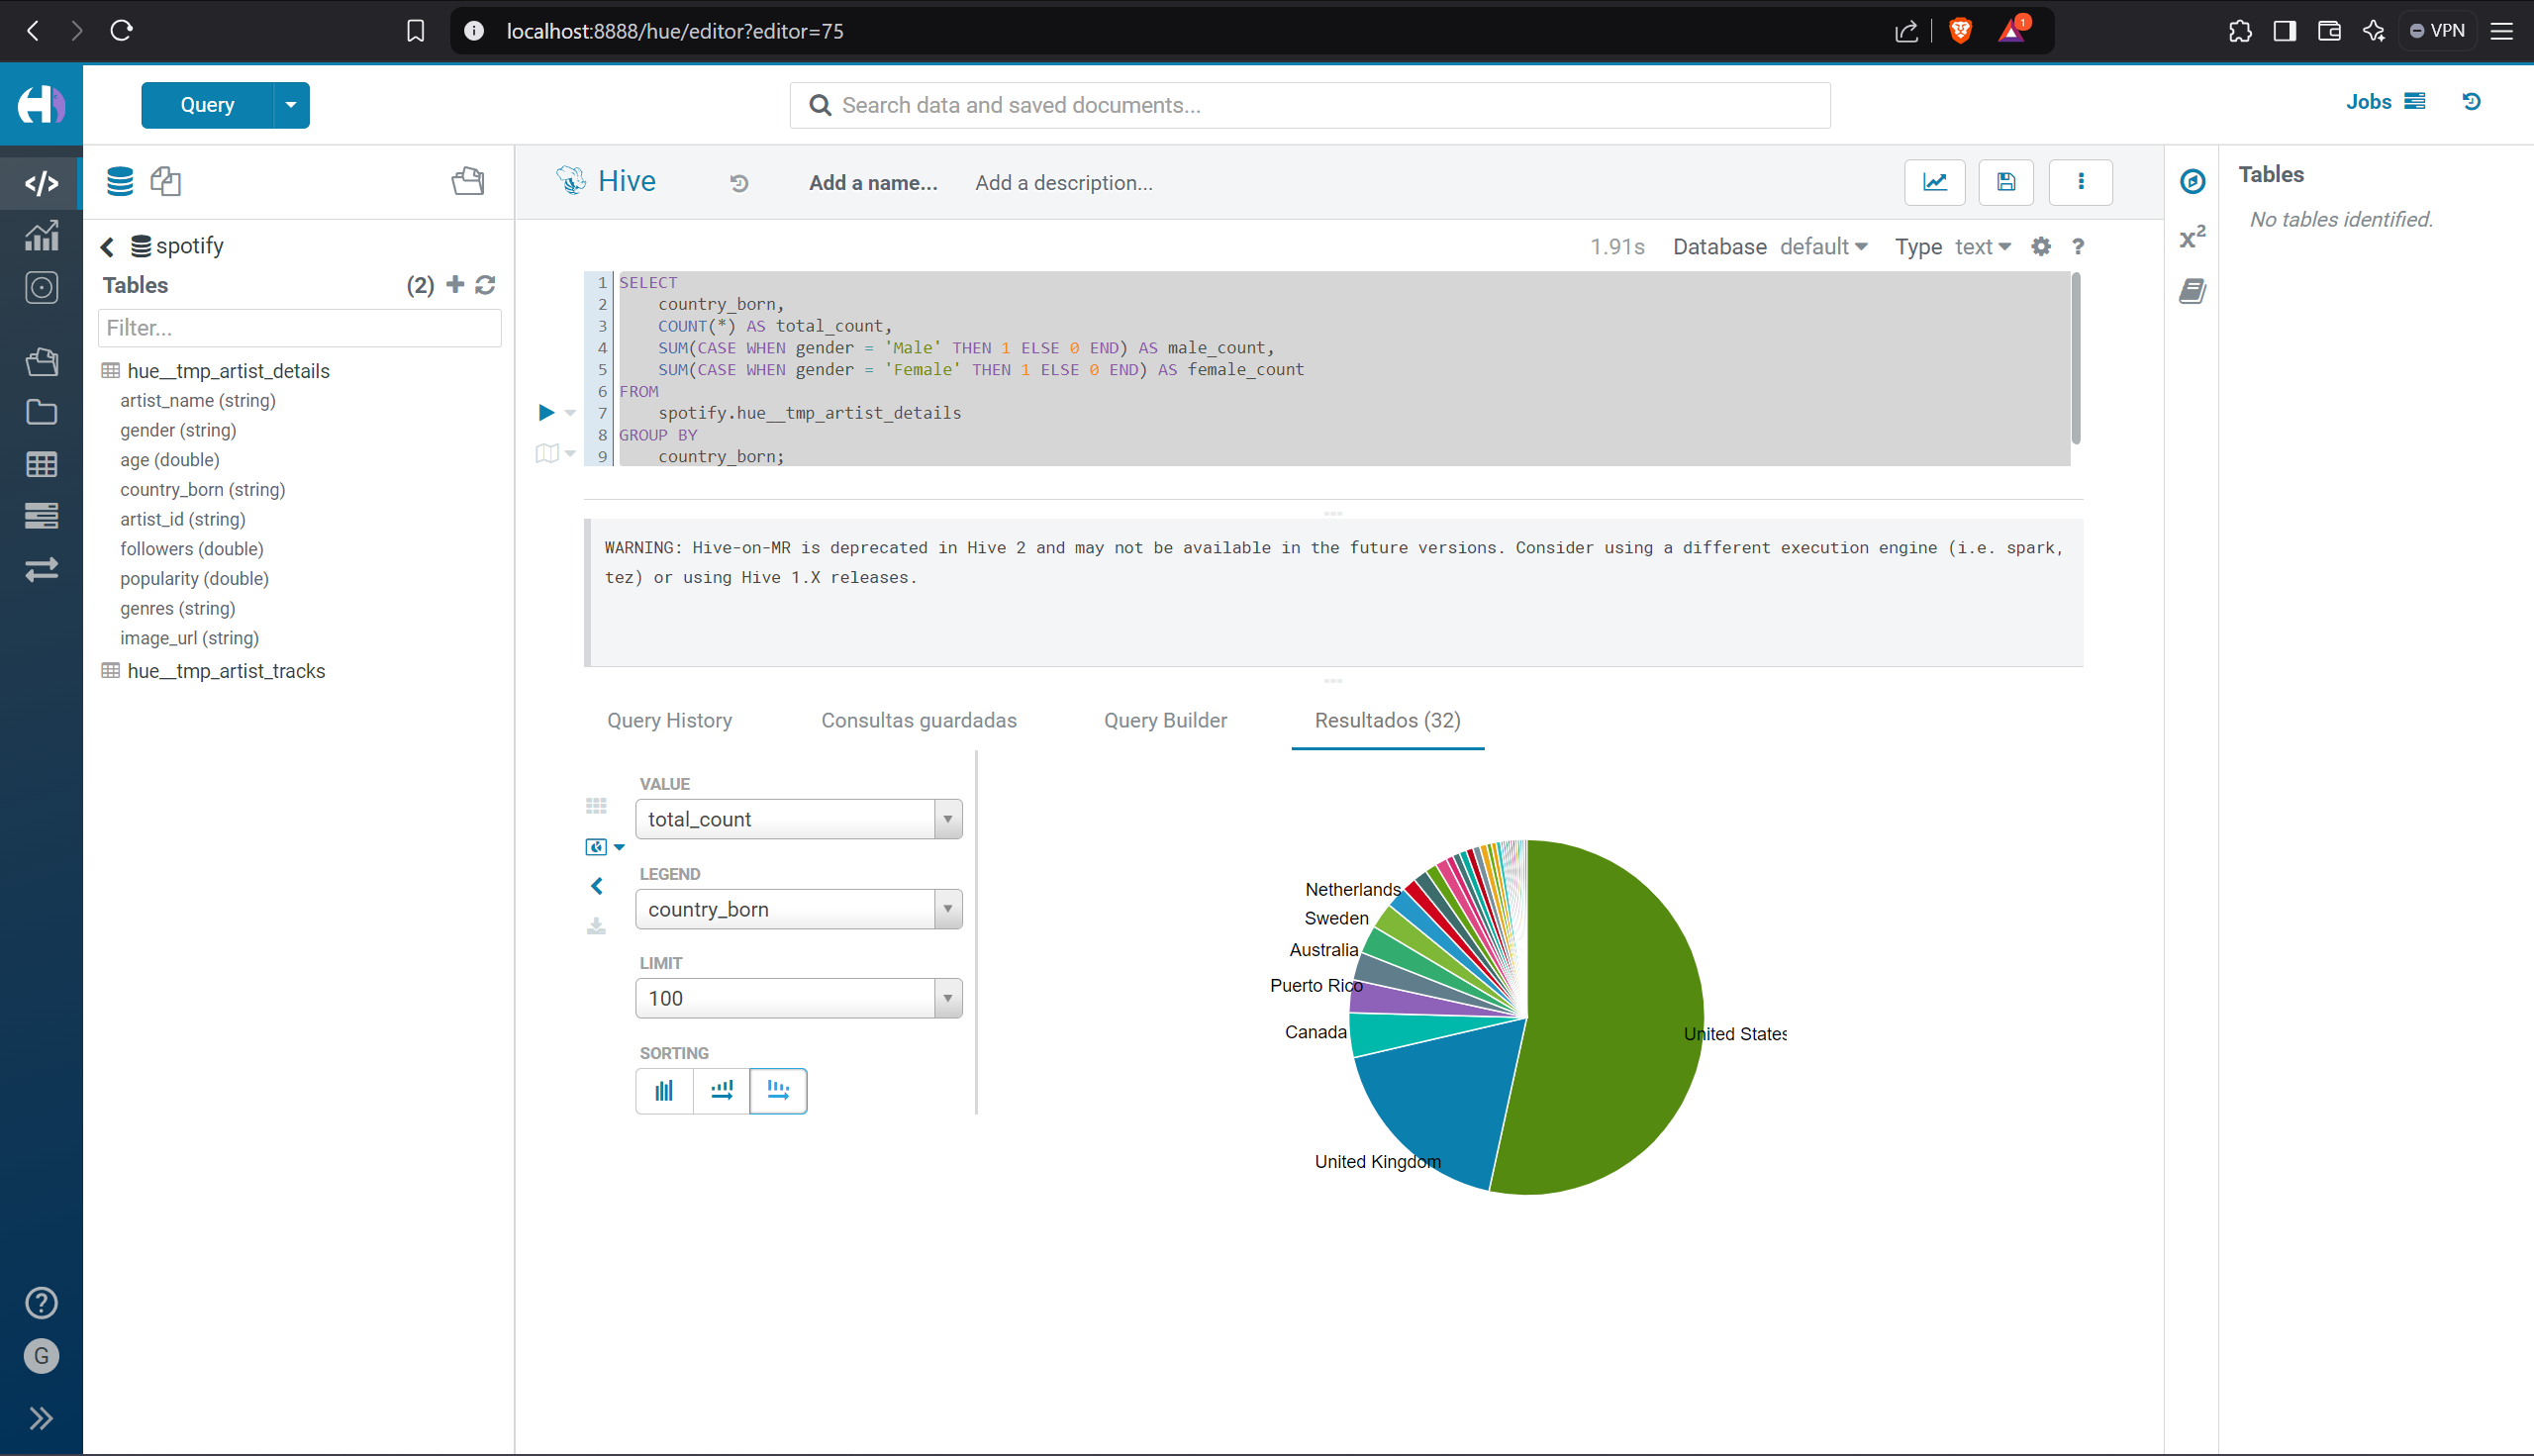 localhost:8888/hue/editor?editor=75
1
VPN
Query
Search data and saved documents...
Jobs
spotify
Tables
(2)
Filter...
hue__tmp_artist_details
artist_name (string)
gender (string)
age (double)
country_born (string)
artist_id (string)
followers (double)
popularity (double)
genres (string)
image_url (string)
hue__tmp_artist_tracks
G
Hive
Add a name...
Add a description...
1.91s Database default Type text ?
1 SELECT
2 country_born,
3 COUNT(*) AS total_count,
4 SUM(CASE WHEN gender = 'Male' THEN 1 ELSE 0 END) AS male_count,
5 SUM(CASE WHEN gender = 'Female' THEN 1 ELSE 0 END) AS female_count
6 FROM
7 spotify.hue__tmp_artist_details
8 GROUP BY
9 country_born;
WARNING: Hive-on-MR is deprecated in Hive 2 and may not be available in the future versions. Consider using a different execution engine (i.e. spark,
tez) or using Hive 1.X releases.
Query History
Consultas guardadas
Query Builder
Resultados (32)
VALUE
total_count
LEGEND
country_born
LIMIT
100
SORTING
Netherlands
Sweden
Australia
Puerto Rico
Canada
United Kingdom
United States
x²
Tables
No tables identified.